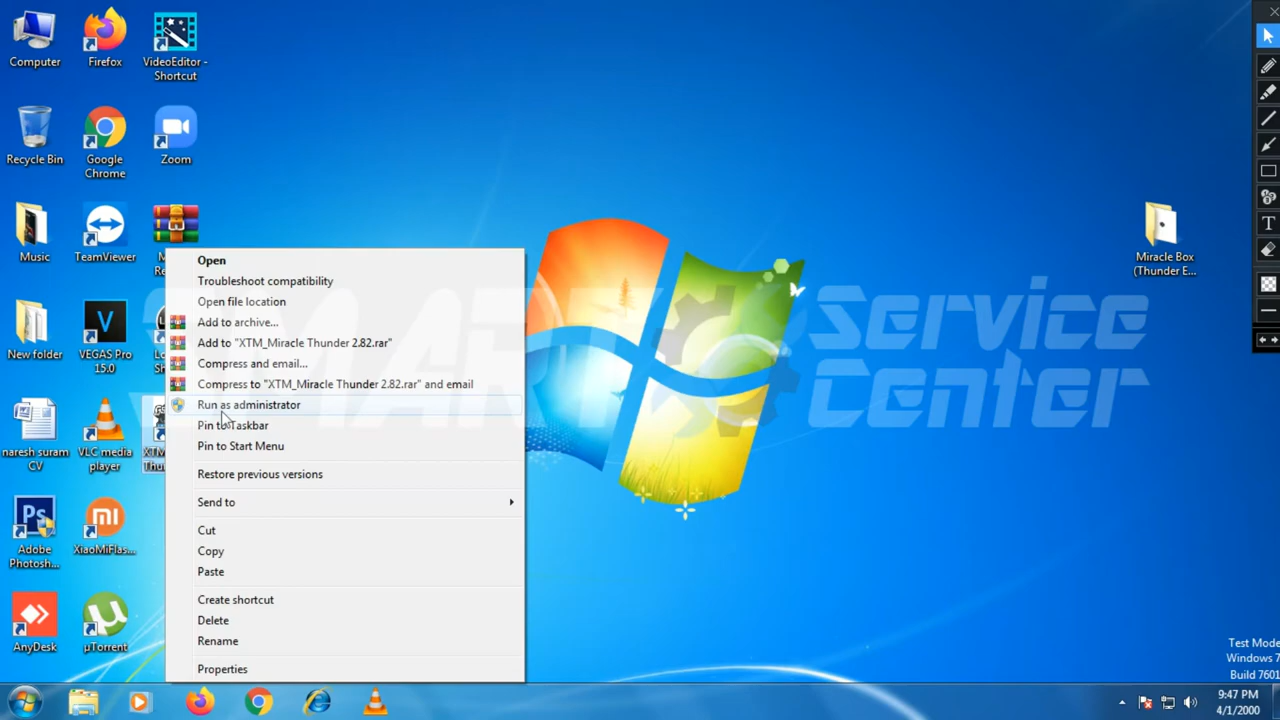 Computer
Firefox
VideoEditor -
Shortcut
Recycle Bin
Google
Chrome
Zoom
Music
TeamViewer
New folder
VEGAS Pro
15.0
naresh suram
CV
VLC media
player
Adobe
Photosh...
XiaoMiFlas...
AnyDesk
µTorrent
Open
Troubleshoot compatibility
Open file location
Add to archive...
Add to "XTM_Miracle Thunder 2.82.rar"
Compress and email...
Compress to "XTM_Miracle Thunder 2.82.rar" and email
Run as administrator
Pin to Taskbar
Pin to Start Menu
Restore previous versions
Send to
Cut
Copy
Paste
Create shortcut
Delete
Rename
Properties
SMART Service
Center
Miracle Box
(Thunder E...
Test Mode
Windows 7
Build 7601
9:47 PM
4/1/2000